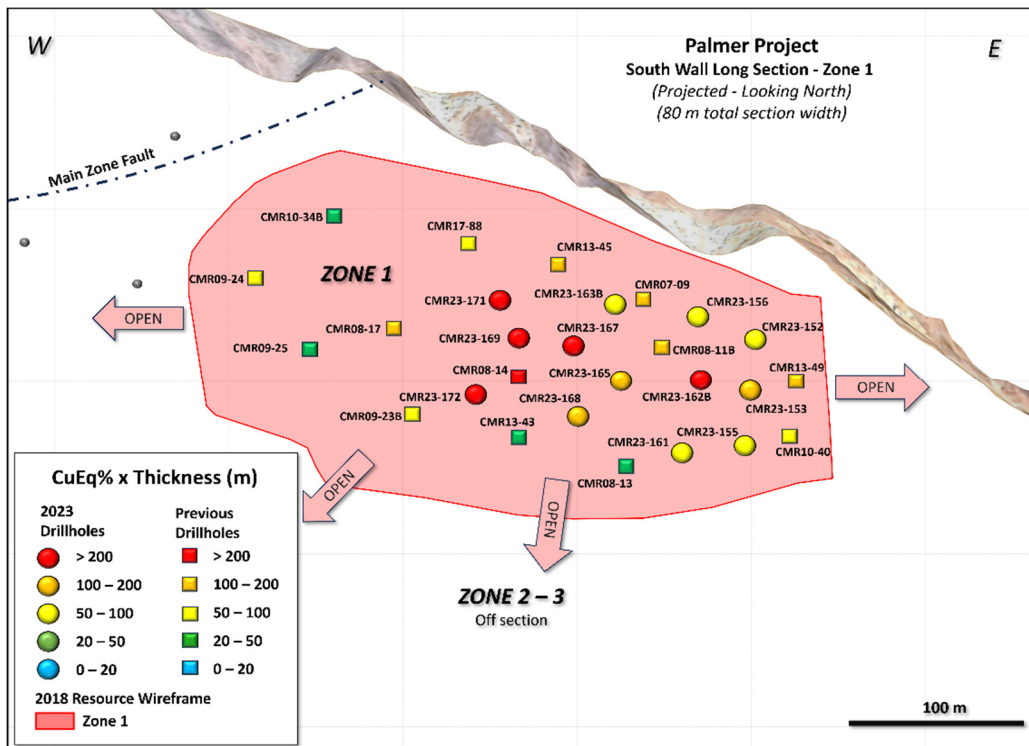 W
Palmer Project
South Wall Long Section - Zone 1
(Projected - Looking North)
(80 m total section width)
E
Main Zone Fault
CMR10-34B
CMR17-88
CMR13-45
CMR09-24
ZONE 1
CMR23-171
CMR23-163B
CMR07-09
CMR23-156
CMR23-152
OPEN
CMR08-17
CMR23-169
CMR23-167
CMR09-25
CMR08-11B
CMR08-14
CMR23-165
CMR13-49
OPEN
CMR23-172
CMR23-168
CMR23-162B
CMR23-153
CMR09-23B
CMR13-43
CMR23-161
CMR23-155
CMR10-40
CMR08-13
OPEN
OPEN
ZONE 2 – 3
Off section
CuEq% x Thickness (m)
2023 Drillholes
Previous Drillholes
> 200
> 200
100 – 200
100 – 200
50 – 100
50 – 100
20 – 50
20 – 50
0 – 20
0 – 20
2018 Resource Wireframe
Zone 1
100 m